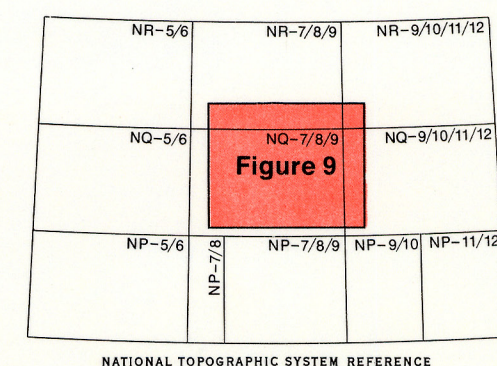 NR-5/6 NR-7/8/9 NR-9/10/11/12
NQ-5/6 NQ-7/8/9 NQ-9/10/11/12
Figure 9
NP-5/6 NP-7/8 NP-7/8/9 NP-9/10 NP-11/12
NATIONAL TOPOGRAPHIC SYSTEM REFERENCE